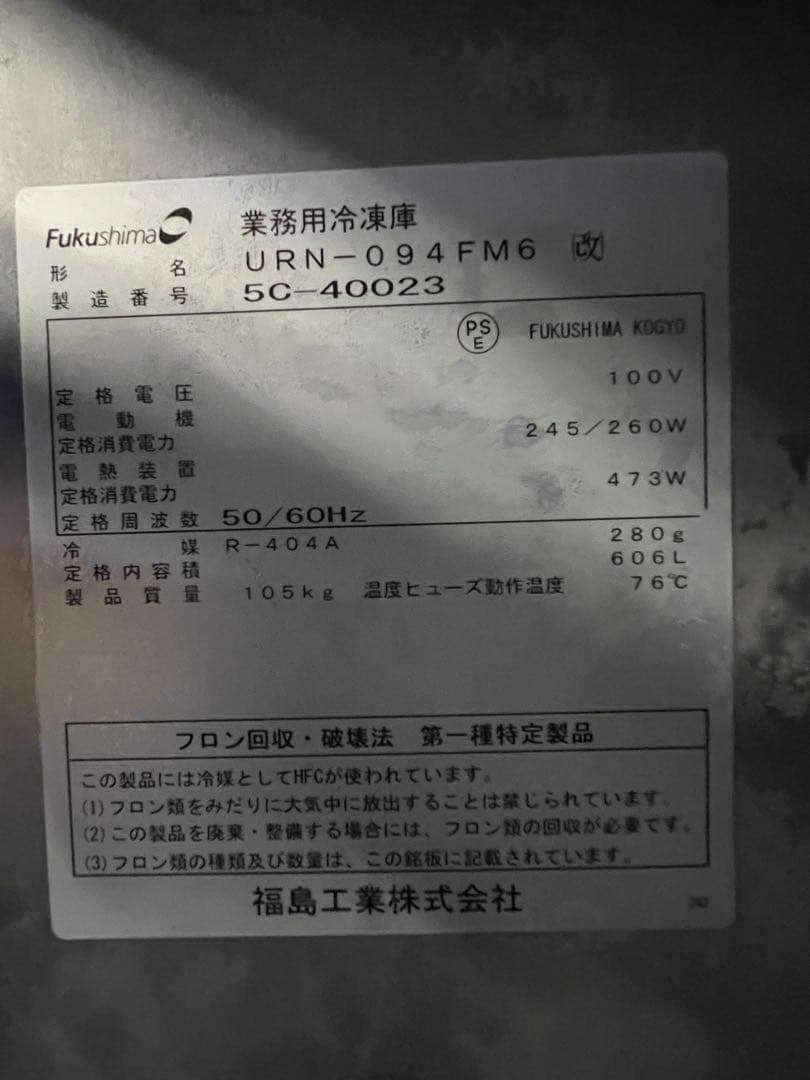 Fukushima
業務用冷凍庫
形名 URN-094FM6 改
製造番号 5C-40023
PSE FUKUSHIMA KOGYO
定格電圧 100V
電動機
定格消費電力 245/260W
電熱装置
定格消費電力 473W
定格周波数 50/60Hz
冷媒 R-404A 280g
定格内容積 606L
製品質量 105kg 温度ヒューズ動作温度 76℃
フロン回収・破壊法 第一種特定製品
この製品には冷媒としてHFCが使われています。
(1)フロン類をみだりに大気中に放出することは禁じられています。
(2)この製品を廃棄・整備する場合には、フロン類の回収が必要です。
(3)フロン類の種類及び数量は、この銘板に記載されています。
福島工業株式会社